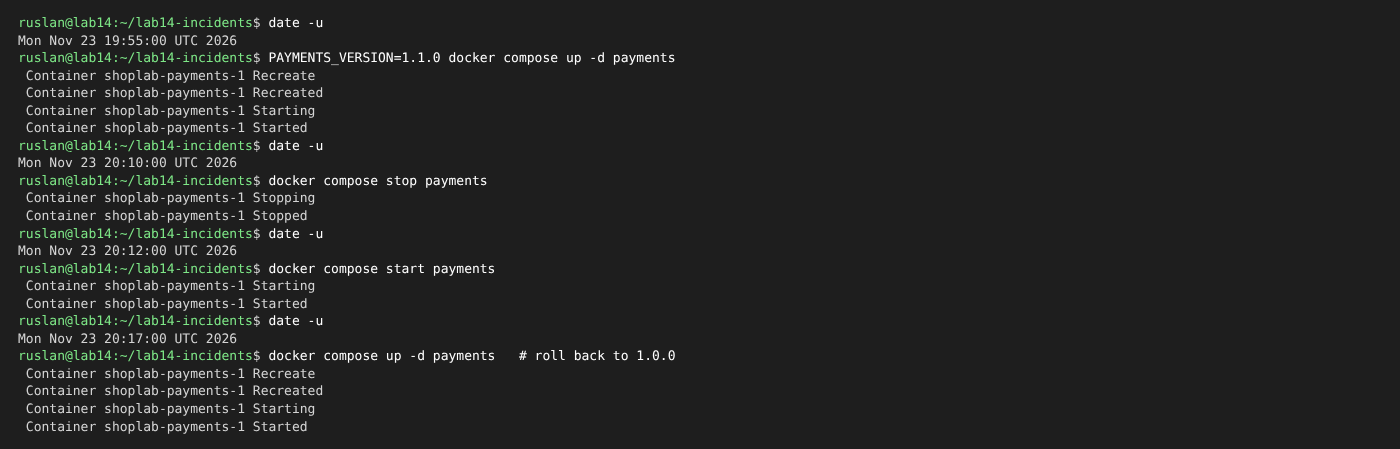 ruslan@lab14:~/lab14-incidents$ date -u
Mon Nov 23 19:55:00 UTC 2026
ruslan@lab14:~/lab14-incidents$ PAYMENTS_VERSION=1.1.0 docker compose up -d payments
 Container shoplab-payments-1 Recreate
 Container shoplab-payments-1 Recreated
 Container shoplab-payments-1 Starting
 Container shoplab-payments-1 Started
ruslan@lab14:~/lab14-incidents$ date -u
Mon Nov 23 20:10:00 UTC 2026
ruslan@lab14:~/lab14-incidents$ docker compose stop payments
 Container shoplab-payments-1 Stopping
 Container shoplab-payments-1 Stopped
ruslan@lab14:~/lab14-incidents$ date -u
Mon Nov 23 20:12:00 UTC 2026
ruslan@lab14:~/lab14-incidents$ docker compose start payments
 Container shoplab-payments-1 Starting
 Container shoplab-payments-1 Started
ruslan@lab14:~/lab14-incidents$ date -u
Mon Nov 23 20:17:00 UTC 2026
ruslan@lab14:~/lab14-incidents$ docker compose up -d payments   # roll back to 1.0.0
 Container shoplab-payments-1 Recreate
 Container shoplab-payments-1 Recreated
 Container shoplab-payments-1 Starting
 Container shoplab-payments-1 Started